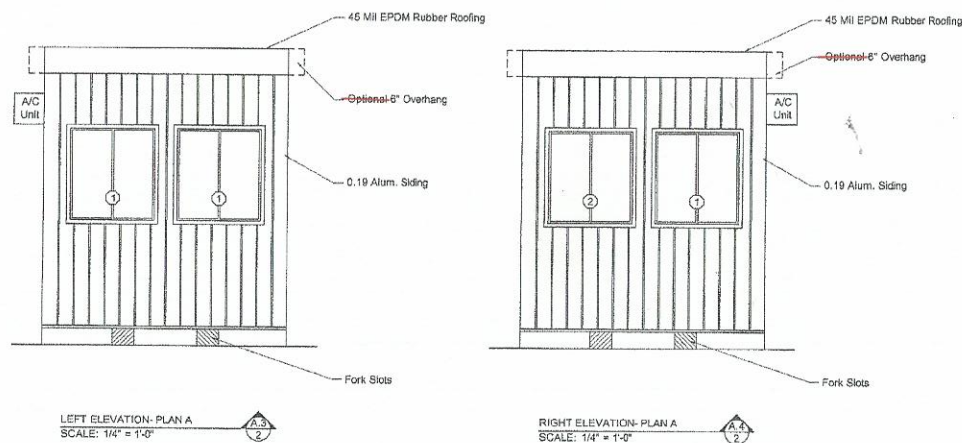 45 Mil EPDM Rubber Roofing
Optional 6" Overhang
A/C
Unit
1
1
0.19 Alum. Siding
Fork Slots
LEFT ELEVATION- PLAN A
SCALE: 1/4" = 1'-0"
A.3
2
45 Mil EPDM Rubber Roofing
Optional 6" Overhang
A/C
Unit
2
1
0.19 Alum. Siding
Fork Slots
RIGHT ELEVATION- PLAN A
SCALE: 1/4" = 1'-0"
A.4
2